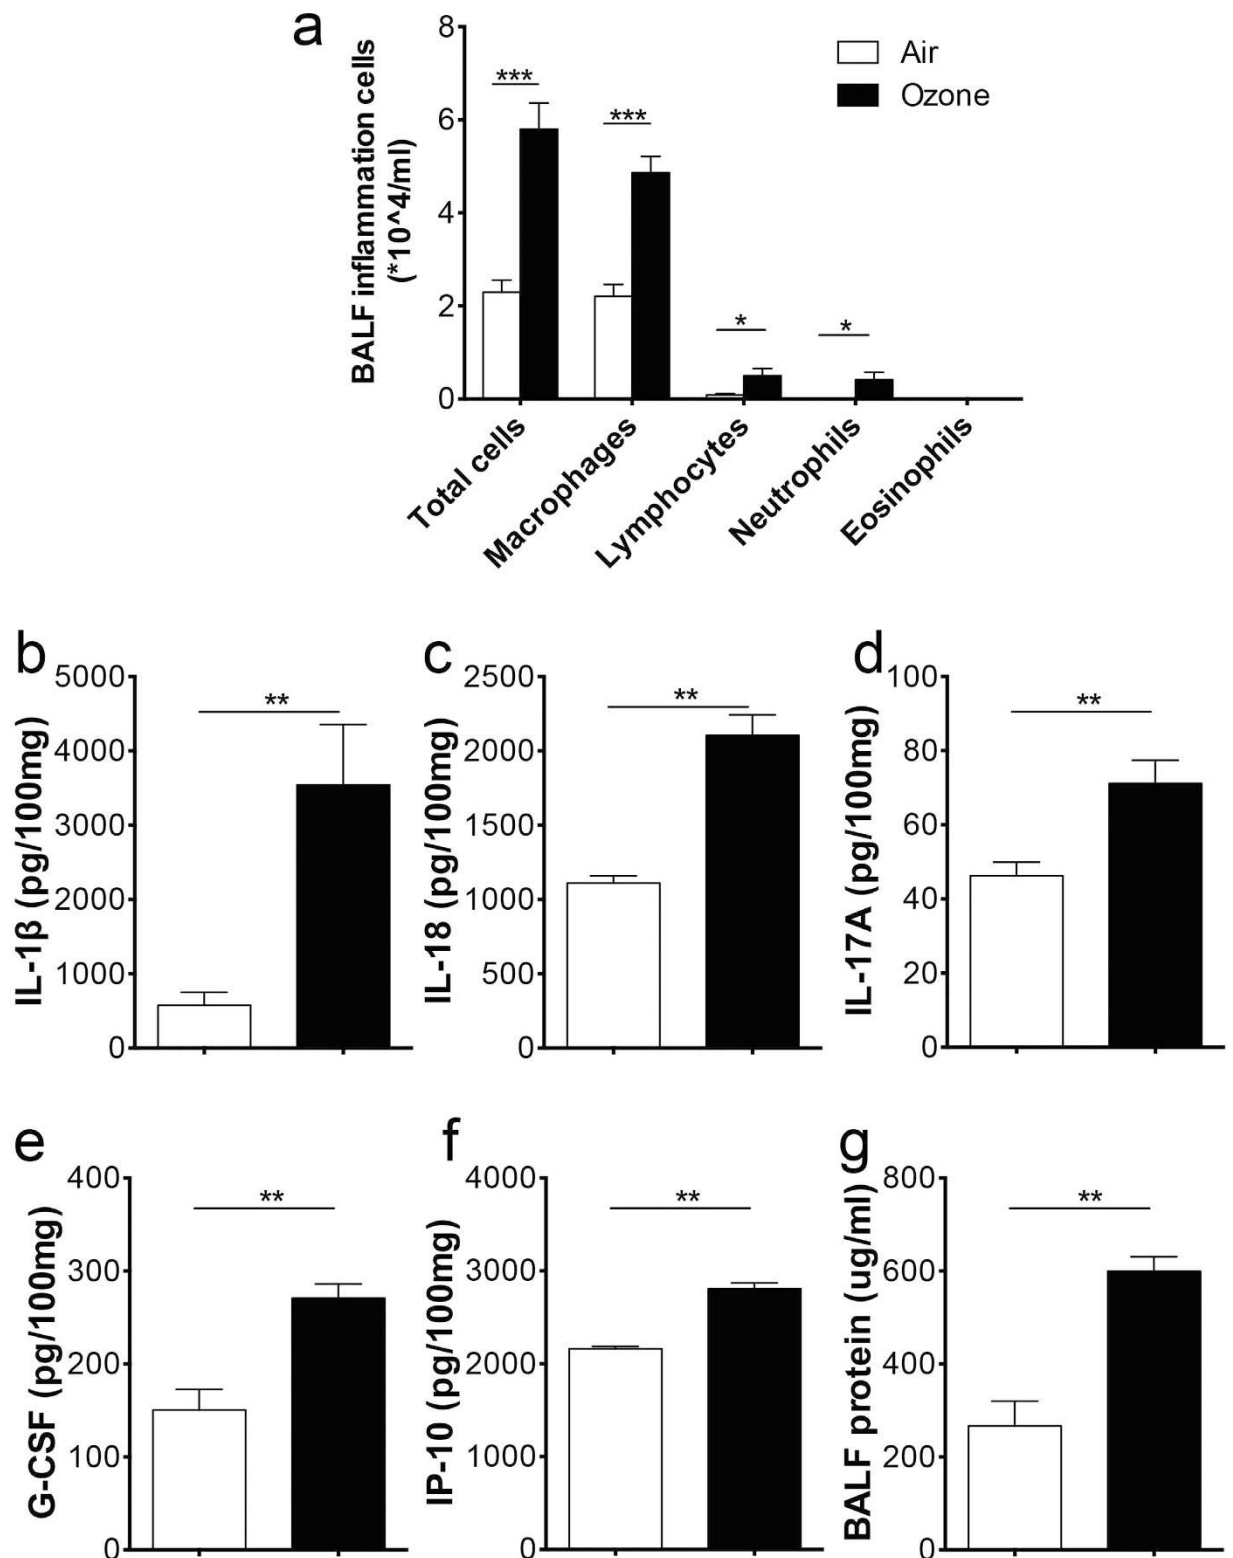 a
BALF inflammation cells
(*10^4/ml)
8
6
4
2
0
***
***
*
*
Air
Ozone
Total cells
Macrophages
Lymphocytes
Neutrophils
Eosinophils
b
IL-1β (pg/100mg)
5000
4000
3000
2000
1000
0
**
c
IL-18 (pg/100mg)
2500
2000
1500
1000
500
0
**
d
IL-17A (pg/100mg)
100
80
60
40
20
0
**
e
G-CSF (pg/100mg)
400
300
200
100
0
**
f
IP-10 (pg/100mg)
4000
3000
2000
1000
0
**
g
BALF protein (ug/ml)
800
600
400
200
0
**